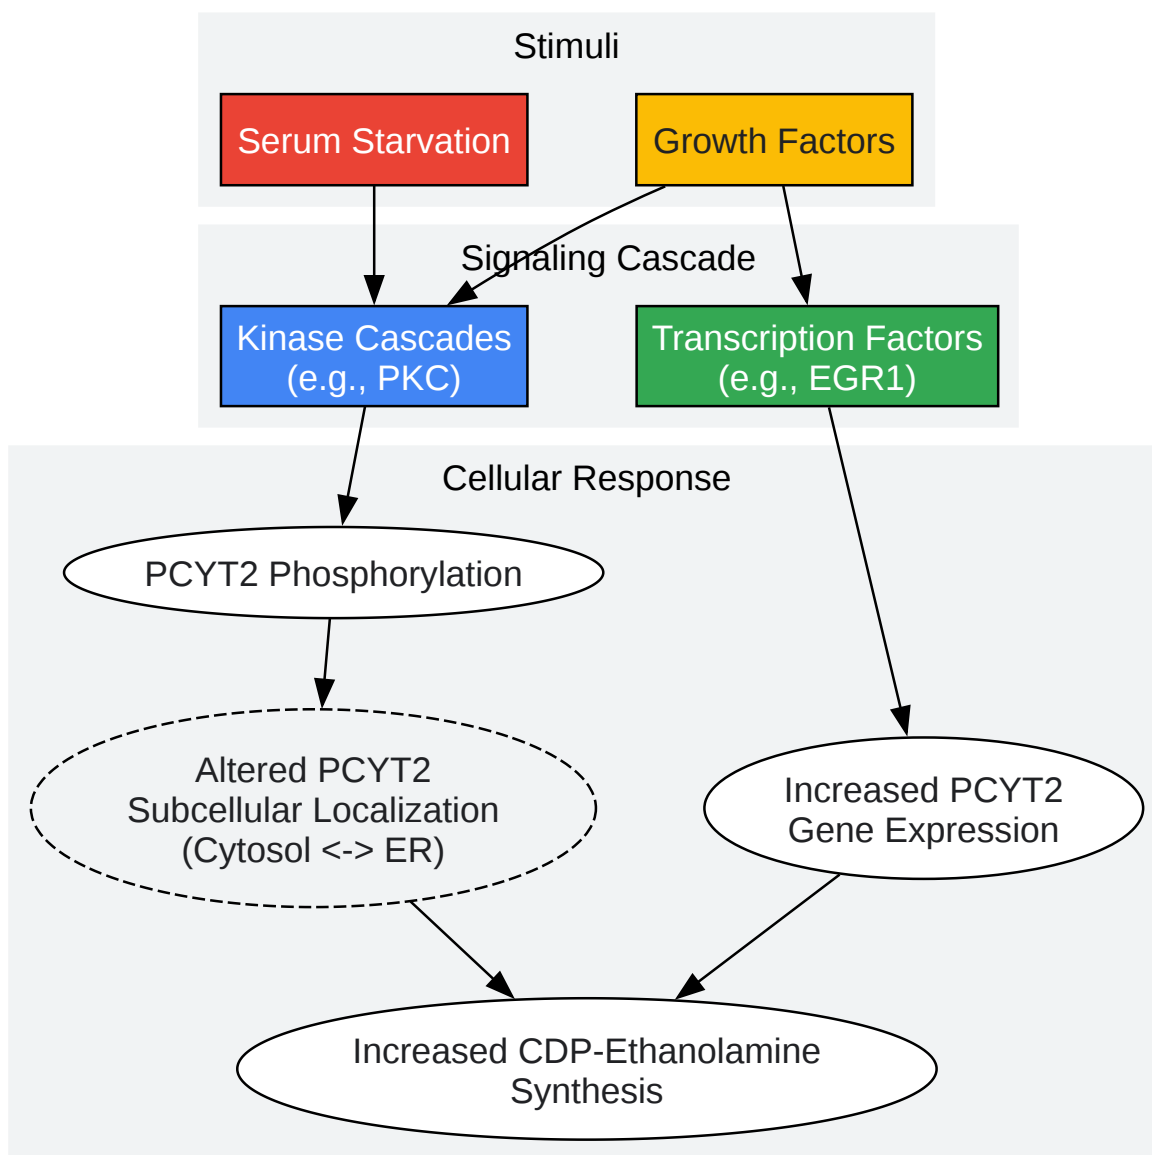 Stimuli
Serum Starvation
Growth Factors
Signaling Cascade
Kinase Cascades
(e.g., PKC)
Transcription Factors
(e.g., EGR1)
Cellular Response
PCYT2 Phosphorylation
Altered PCYT2
Subcellular Localization
(Cytosol <-> ER)
Increased PCYT2
Gene Expression
Increased CDP-Ethanolamine
Synthesis